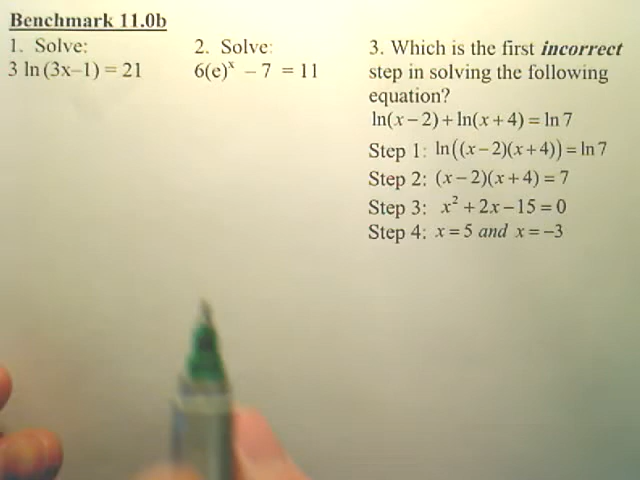 Benchmark 11.0b
1. Solve:
3 ln (3x–1) = 21
2. Solve:
6(e)ˣ – 7 = 11
3. Which is the first incorrect
step in solving the following
equation?
ln(x – 2) + ln(x + 4) = ln 7
Step 1: ln((x – 2)(x + 4)) = ln 7
Step 2: (x – 2)(x + 4) = 7
Step 3: x² + 2x – 15 = 0
Step 4: x = 5 and x = –3